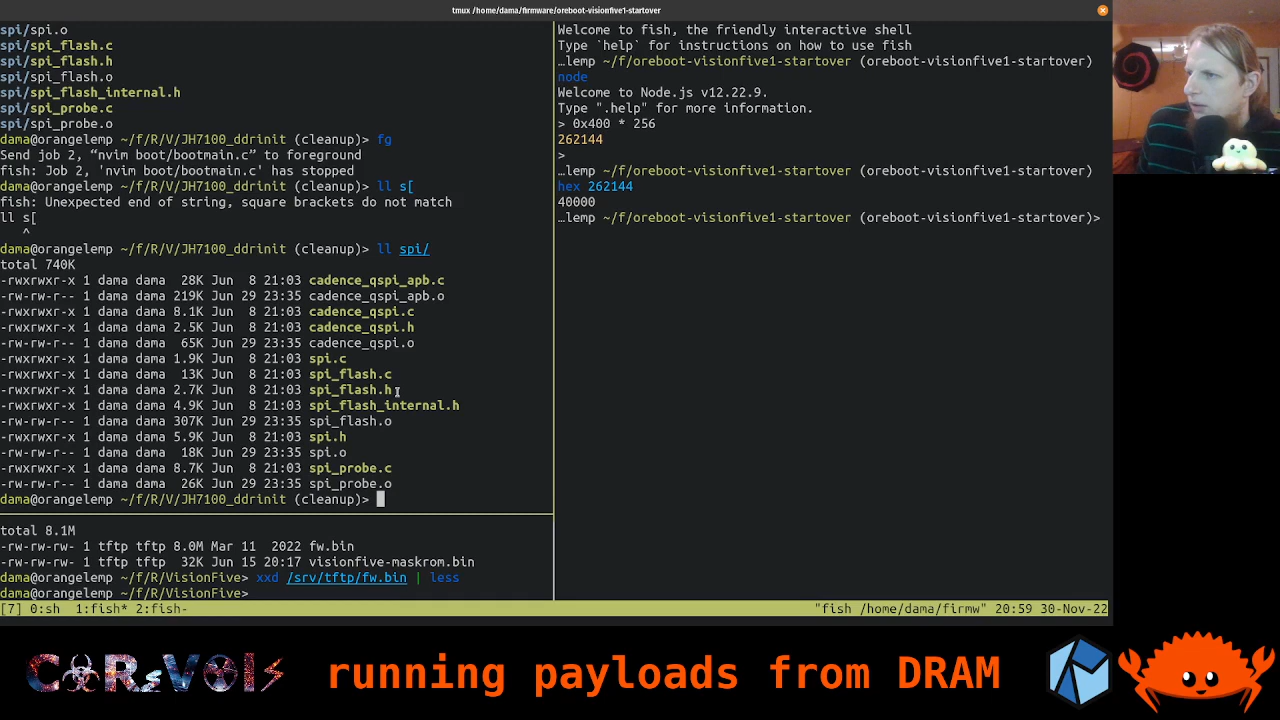 tmux /home/dama/firmware/oreboot-visionfive1-startover
spi/spi.o
spi/spi_flash.c
spi/spi_flash.h
spi/spi_flash.o
spi/spi_flash_internal.h
spi/spi_probe.c
spi/spi_probe.o
dama@orangelemp ~/f/R/V/JH7100_ddrinit (cleanup)> fg
Send job 2, “nvim boot/bootmain.c” to foreground
fish: Job 2, 'nvim boot/bootmain.c' has stopped
dama@orangelemp ~/f/R/V/JH7100_ddrinit (cleanup)> ll s[
fish: Unexpected end of string, square brackets do not match
ll s[
^
dama@orangelemp ~/f/R/V/JH7100_ddrinit (cleanup)> ll spi/
total 740K
-rwxrwxr-x 1 dama dama  28K Jun  8 21:03 cadence_qspi_apb.c
-rw-rw-r-- 1 dama dama 219K Jun 29 23:35 cadence_qspi_apb.o
-rwxrwxr-x 1 dama dama 8.1K Jun  8 21:03 cadence_qspi.c
-rwxrwxr-x 1 dama dama 2.5K Jun  8 21:03 cadence_qspi.h
-rw-rw-r-- 1 dama dama  65K Jun 29 23:35 cadence_qspi.o
-rwxrwxr-x 1 dama dama 1.9K Jun  8 21:03 spi.c
-rwxrwxr-x 1 dama dama  13K Jun  8 21:03 spi_flash.c
-rwxrwxr-x 1 dama dama 2.7K Jun  8 21:03 spi_flash.h
-rwxrwxr-x 1 dama dama 4.9K Jun  8 21:03 spi_flash_internal.h
-rw-rw-r-- 1 dama dama 307K Jun 29 23:35 spi_flash.o
-rwxrwxr-x 1 dama dama 5.9K Jun  8 21:03 spi.h
-rw-rw-r-- 1 dama dama  18K Jun 29 23:35 spi.o
-rwxrwxr-x 1 dama dama 8.7K Jun  8 21:03 spi_probe.c
-rw-rw-r-- 1 dama dama  26K Jun 29 23:35 spi_probe.o
dama@orangelemp ~/f/R/V/JH7100_ddrinit (cleanup)>
total 8.1M
-rw-rw-rw- 1 tftp tftp 8.0M Mar 11  2022 fw.bin
-rw-rw-rw- 1 tftp tftp  32K Jun 15 20:17 visionfive-maskrom.bin
dama@orangelemp ~/f/R/VisionFive> xxd /srv/tftp/fw.bin | less
dama@orangelemp ~/f/R/VisionFive>
Welcome to fish, the friendly interactive shell
Type `help` for instructions on how to use fish
…lemp ~/f/oreboot-visionfive1-startover (oreboot-visionfive1-startover)
node
Welcome to Node.js v12.22.9.
Type ".help" for more information.
> 0x400 * 256
262144
>
…lemp ~/f/oreboot-visionfive1-startover (oreboot-visionfive1-startover)
hex 262144
40000
…lemp ~/f/oreboot-visionfive1-startover (oreboot-visionfive1-startover)>
[7] 0:sh  1:fish* 2:fish-
"fish /home/dama/firmw" 20:59 30-Nov-22
running payloads from DRAM